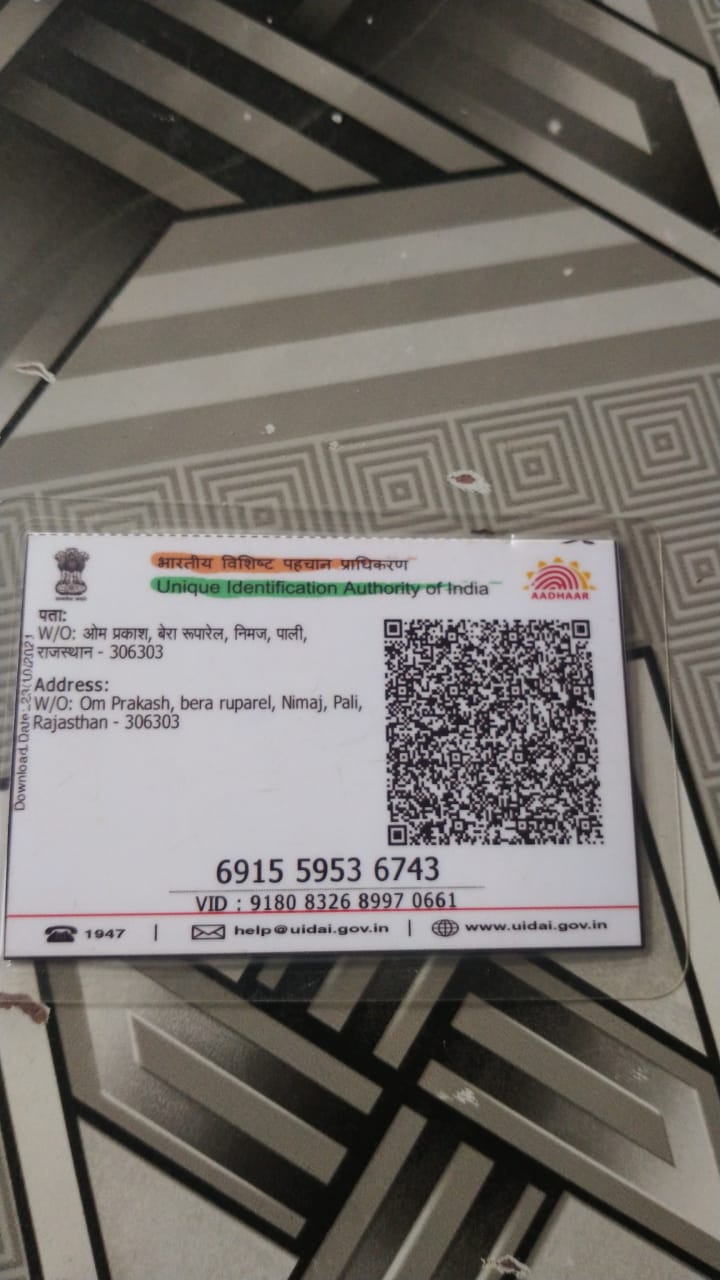 भारतीय विशिष्ट पहचान प्राधिकरण
Unique Identification Authority of India
AADHAAR
पता:
W/O: ओम प्रकाश, बेरा रूपारेल, निमज, पाली,
राजस्थान - 306303
Address:
W/O: Om Prakash, bera ruparel, Nimaj, Pali,
Rajasthan - 306303
Download Date: 23/10/2021
6915 5953 6743
VID : 9180 8326 8997 0661
1947 | help@uidai.gov.in | www.uidai.gov.in